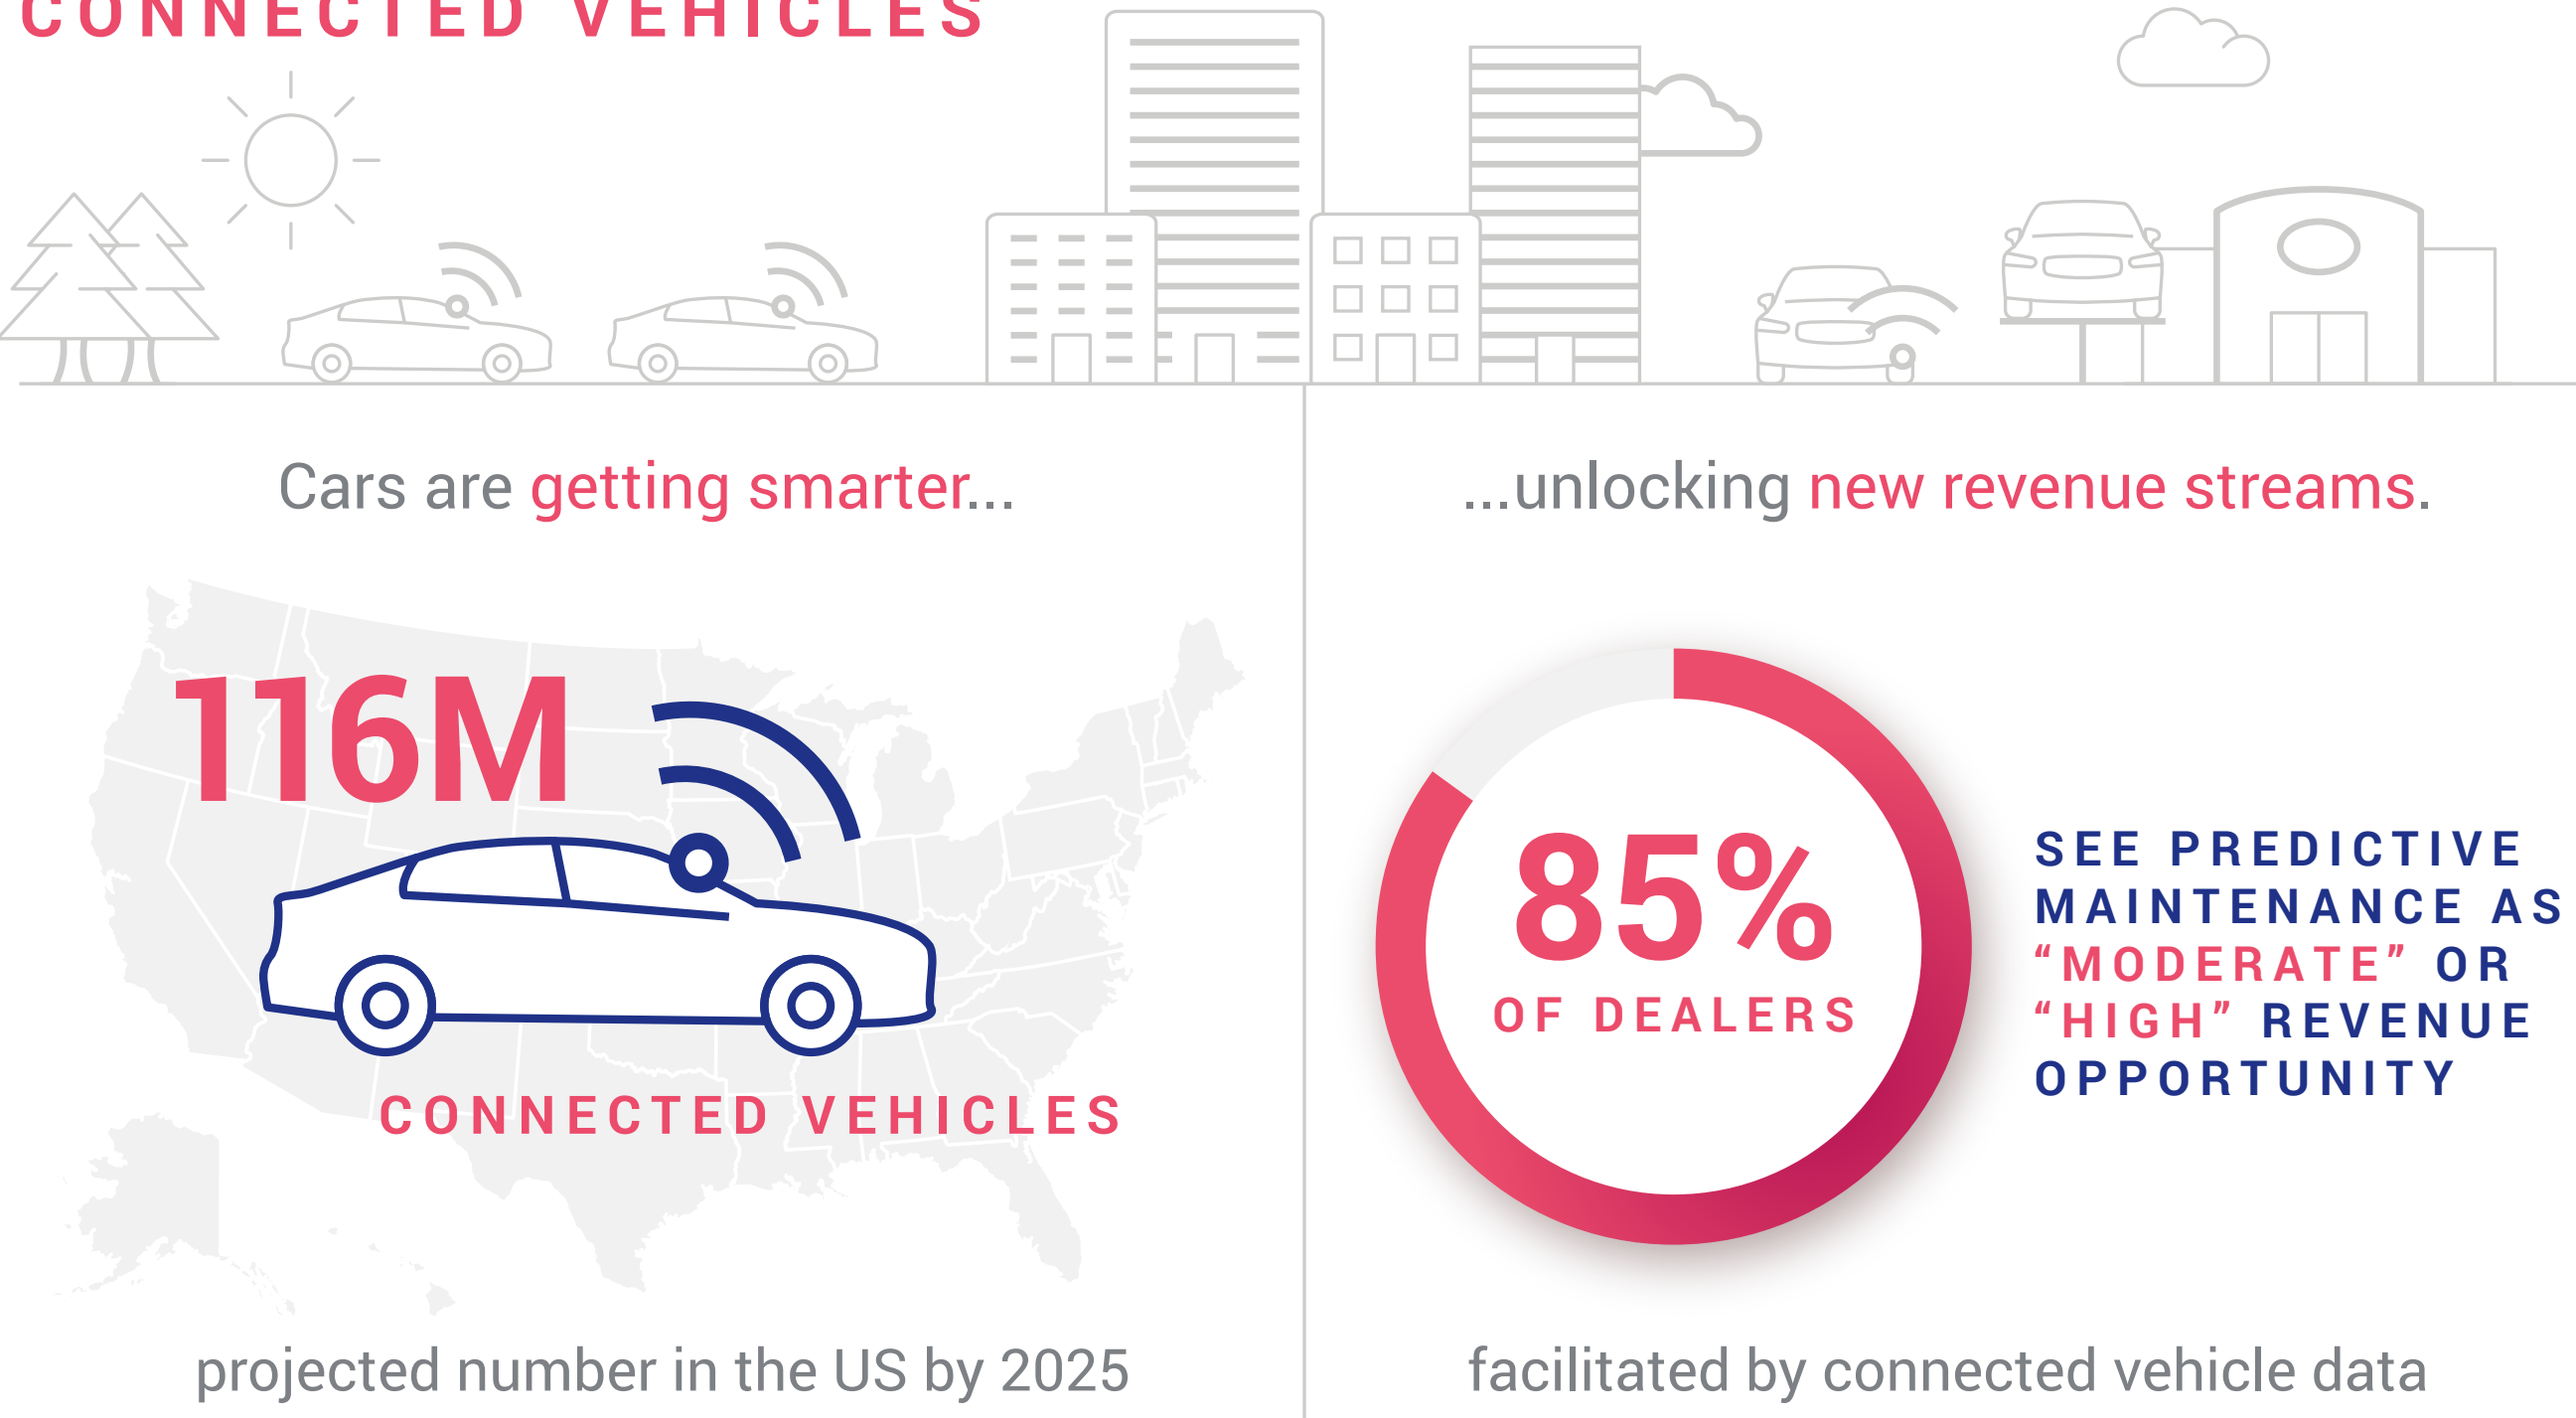 CONNECTED VEHICLES
Cars are getting smarter...
116M
CONNECTED VEHICLES
projected number in the US by 2025
...unlocking new revenue streams.
85%
OF DEALERS
SEE PREDICTIVE
MAINTENANCE AS
“MODERATE” OR
“HIGH” REVENUE
OPPORTUNITY
facilitated by connected vehicle data